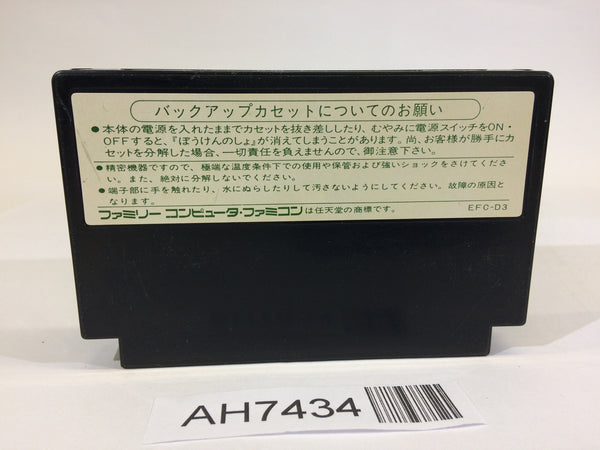 バックアップカセットについてのお願い
●本体の電源を入れたままでカセットを抜き差ししたり、むやみに電源スイッチをON・
OFFすると、『ぼうけんのしょ』が消えてしまうことがあります。尚、お客様が勝手にカ
セットを分解した場合、一切責任を負えませんので、御注意下さい。
●精密機器ですので、極端な温度条件下での使用や保管および強いショックをさけてくださ
い。また、絶対に分解しないでください。
●端子部に手を触れたり、水にぬらしたりして汚さないようにしてください。故障の原因と
なります。
ファミリー コンピュータ・ファミコン は任天堂の商標です。
EFC-D3
AH7434